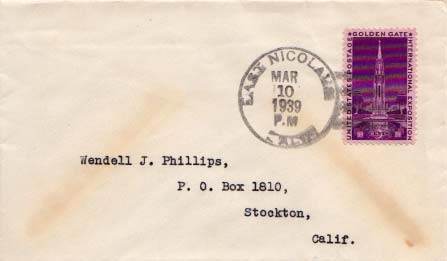 EAST NICOLAUS
MAR
10
1939
P.M
CALIF.
GOLDEN GATE
INTERNATIONAL EXPOSITION
UNITED STATES POSTAGE
Wendell J. Phillips,
P. O. Box 1810,
Stockton,
Calif.